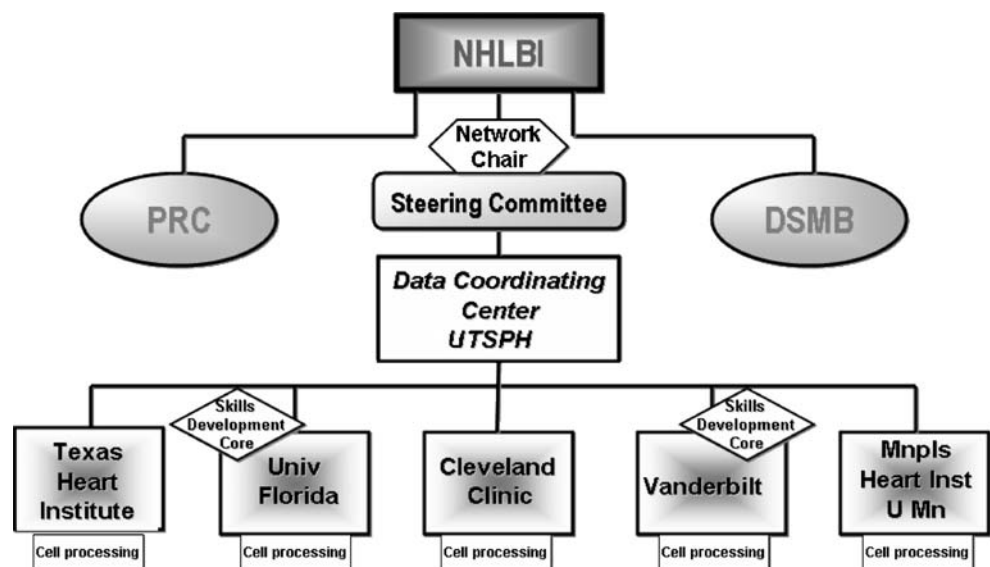 NHLBI
Network
Chair
PRC
Steering Committee
DSMB
Data Coordinating
Center
UTSPH
Skills
Development
Core
Skills
Development
Core
Texas
Heart
Institute
Univ
Florida
Cleveland
Clinic
Vanderbilt
Mnpls
Heart Inst
U Mn
Cell processing
Cell processing
Cell processing
Cell processing
Cell processing